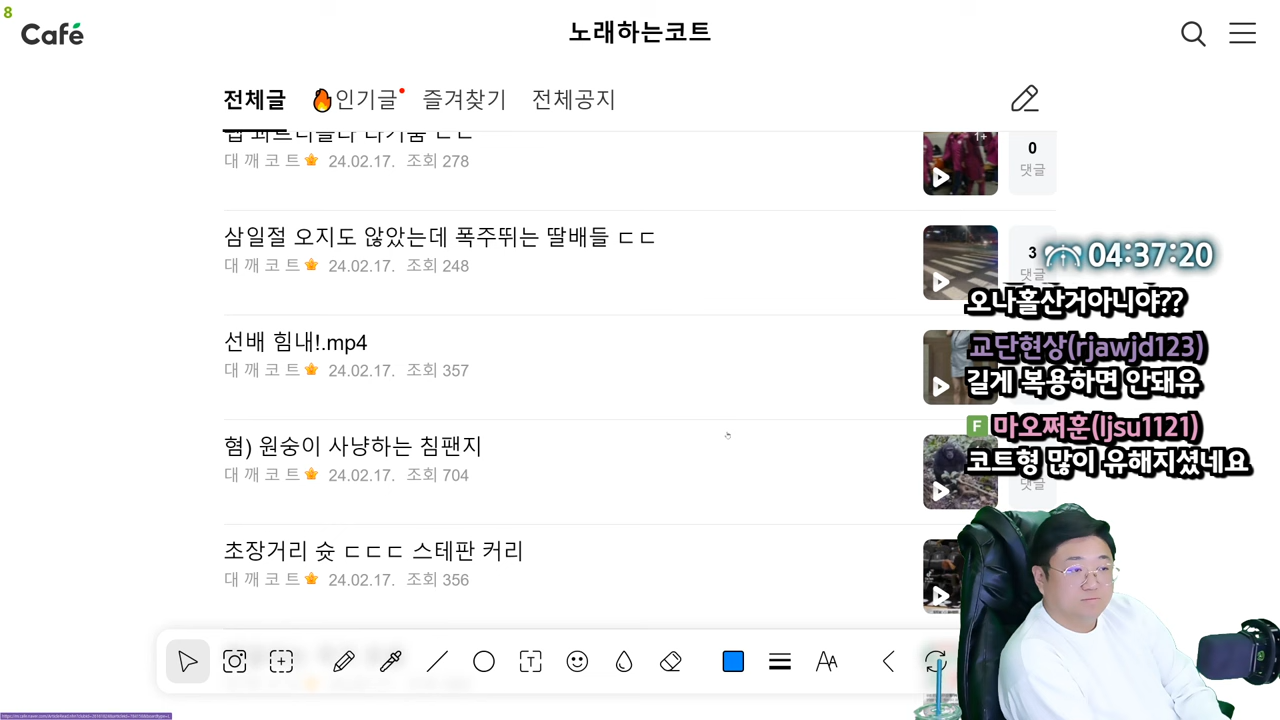 8
Café
노래하는코트
전체글 인기글 즐겨찾기 전체공지
대 깨 코 트 24.02.17. 조회 278
1+
0
댓글
삼일절 오지도 않았는데 폭주뛰는 딸배들 ㄷㄷ
대 깨 코 트 24.02.17. 조회 248
3
댓글
04:37:20
오나홀산거아니야??
선배 힘내!.mp4
대 깨 코 트 24.02.17. 조회 357
교단현상(rjawjd123)
길게 복용하면 안돼유
혐) 원숭이 사냥하는 침팬지
대 깨 코 트 24.02.17. 조회 704
댓글
F 마오쩌훈(ljsu1121)
코트형 많이 유해지셨네요
초장거리 슛 ㄷㄷㄷ 스테판 커리
대 깨 코 트 24.02.17. 조회 356
T
AA